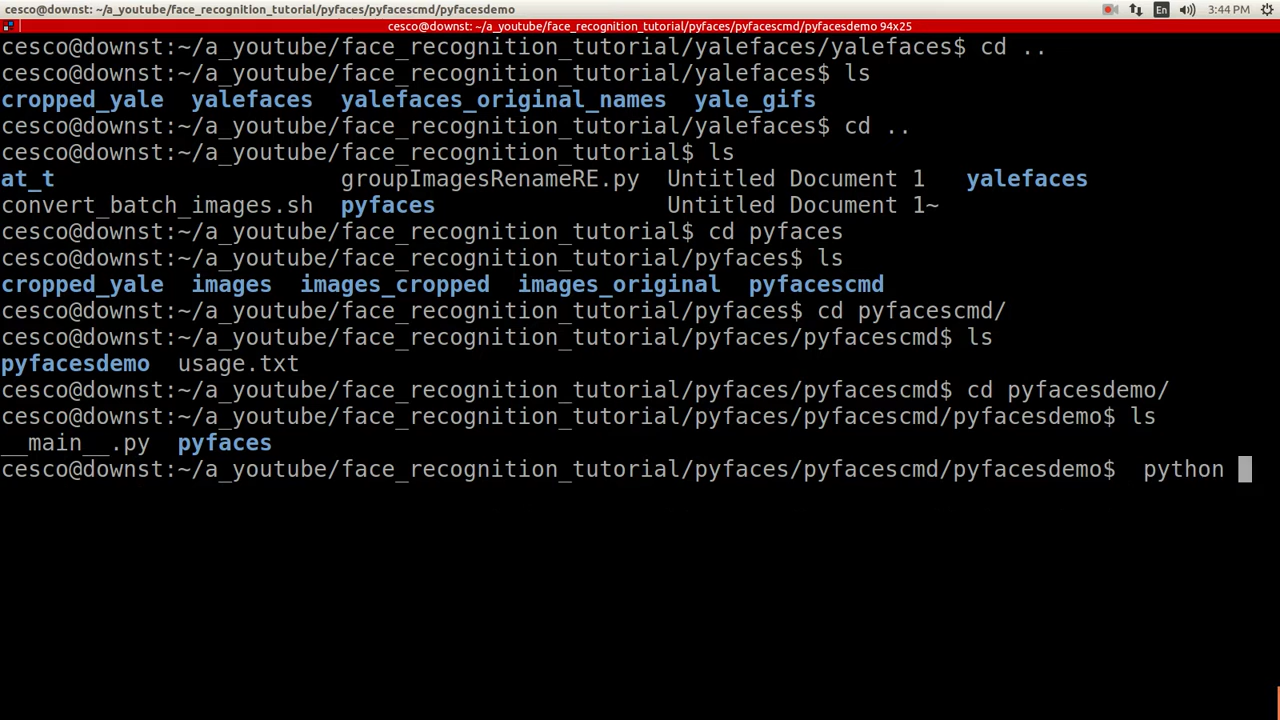 cesco@downst: ~/a_youtube/face_recognition_tutorial/pyfaces/pyfacescmd/pyfacesdemo
En
3:44 PM
cesco@downst: ~/a_youtube/face_recognition_tutorial/pyfaces/pyfacescmd/pyfacesdemo 94x25
cesco@downst:~/a_youtube/face_recognition_tutorial/yalefaces/yalefaces$ cd ..
cesco@downst:~/a_youtube/face_recognition_tutorial/yalefaces$ ls
cropped_yale  yalefaces  yalefaces_original_names  yale_gifs
cesco@downst:~/a_youtube/face_recognition_tutorial/yalefaces$ cd ..
cesco@downst:~/a_youtube/face_recognition_tutorial$ ls
at_t                     groupImagesRenameRE.py  Untitled Document 1   yalefaces
convert_batch_images.sh  pyfaces                 Untitled Document 1~
cesco@downst:~/a_youtube/face_recognition_tutorial$ cd pyfaces
cesco@downst:~/a_youtube/face_recognition_tutorial/pyfaces$ ls
cropped_yale  images  images_cropped  images_original  pyfacescmd
cesco@downst:~/a_youtube/face_recognition_tutorial/pyfaces$ cd pyfacescmd/
cesco@downst:~/a_youtube/face_recognition_tutorial/pyfaces/pyfacescmd$ ls
pyfacesdemo  usage.txt
cesco@downst:~/a_youtube/face_recognition_tutorial/pyfaces/pyfacescmd$ cd pyfacesdemo/
cesco@downst:~/a_youtube/face_recognition_tutorial/pyfaces/pyfacescmd/pyfacesdemo$ ls
__main__.py  pyfaces
cesco@downst:~/a_youtube/face_recognition_tutorial/pyfaces/pyfacescmd/pyfacesdemo$  python